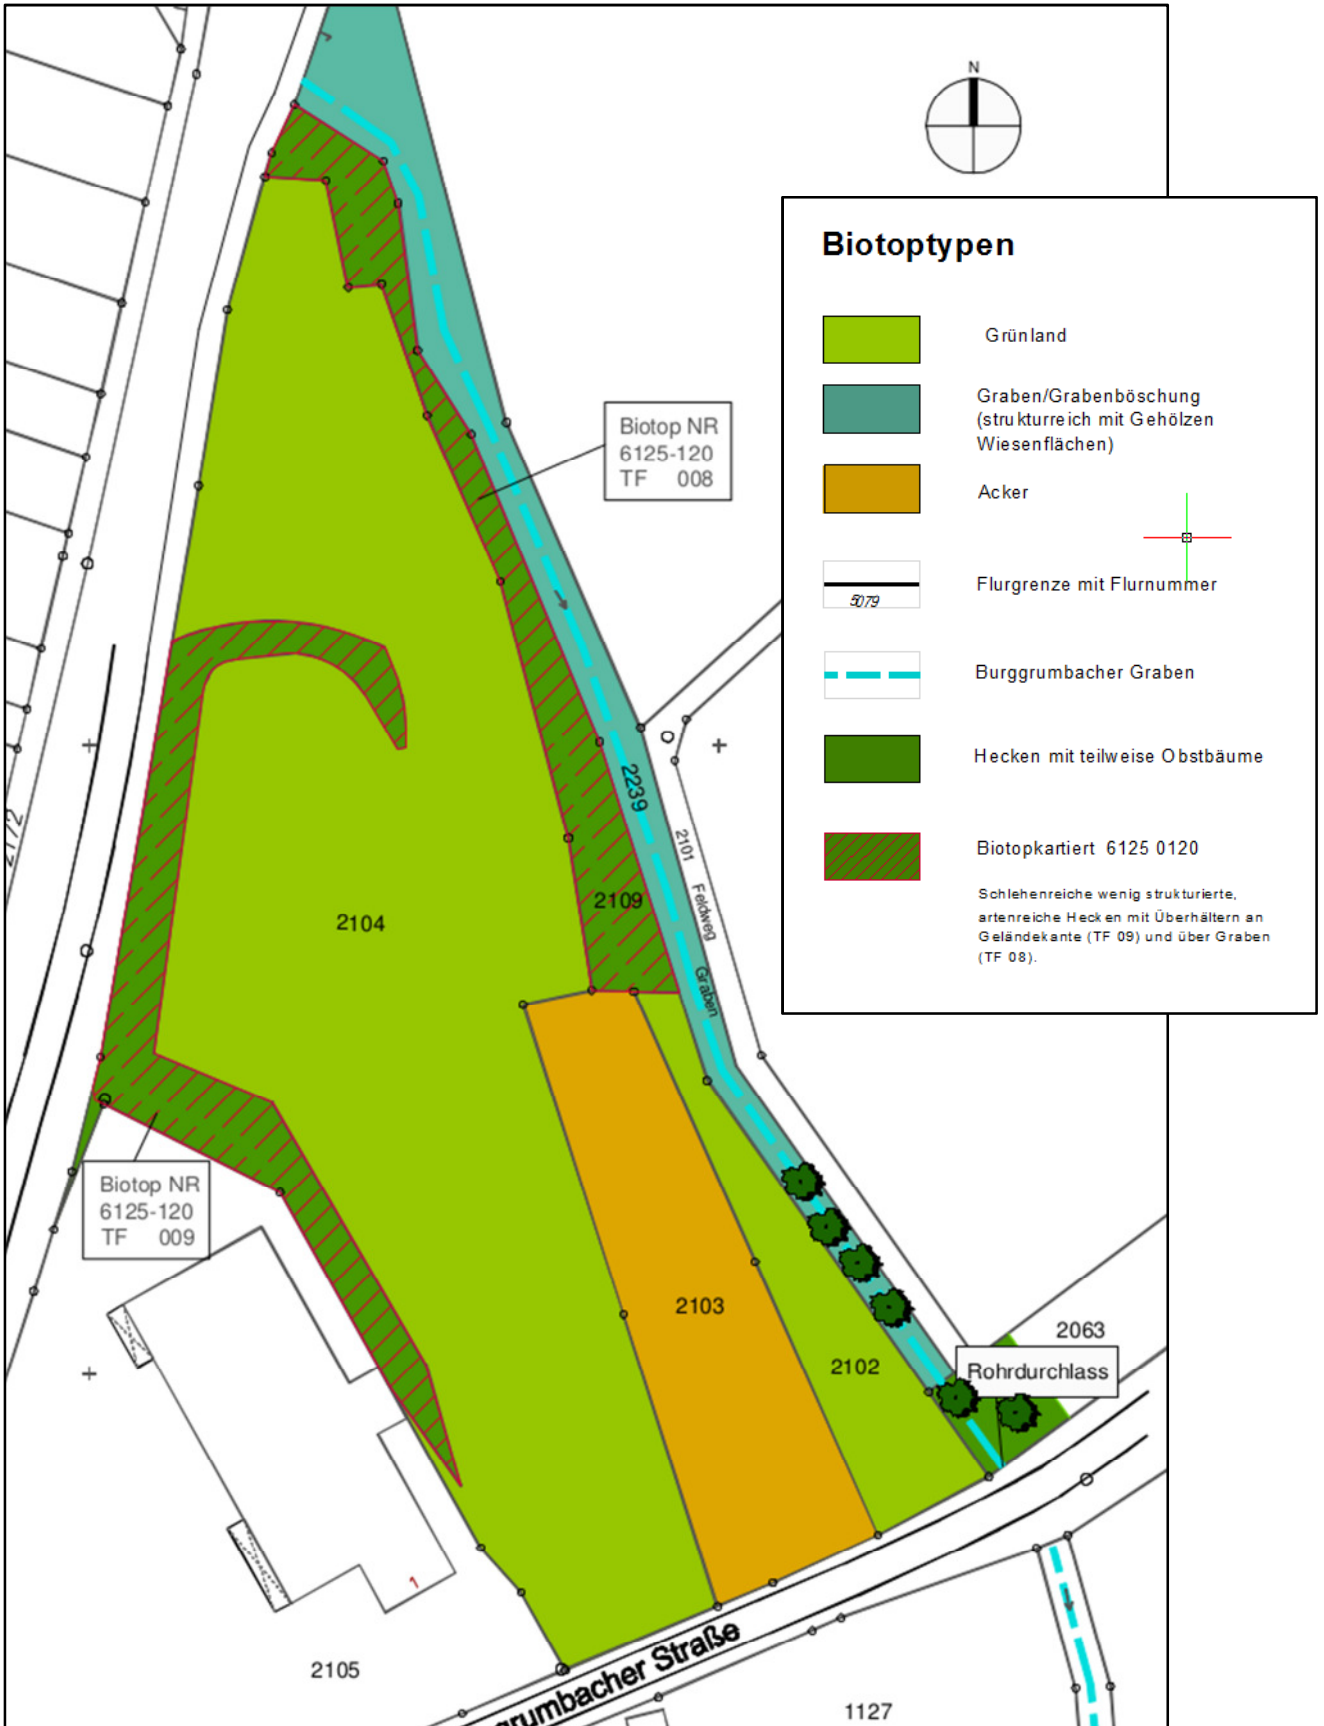 N
Biotoptypen
Grünland
Graben/Grabenböschung
(strukturreich mit Gehölzen
Wiesenflächen)
Acker
Flurgrenze mit Flurnummer
5079
Burggrumbacher Graben
Hecken mit teilweise Obstbäume
Biotopkartiert 6125 0120
Schlehenreiche wenig strukturierte,
artenreiche Hecken mit Überhältern an
Geländekante (TF 09) und über Graben
(TF 08).
Biotop NR
6125-120
TF 008
2239
2101 Feldweg
Graben
2109
2104
Biotop NR
6125-120
TF 009
2103
2102
2063
Rohrdurchlass
1
2105
grumbacher Straße
1127